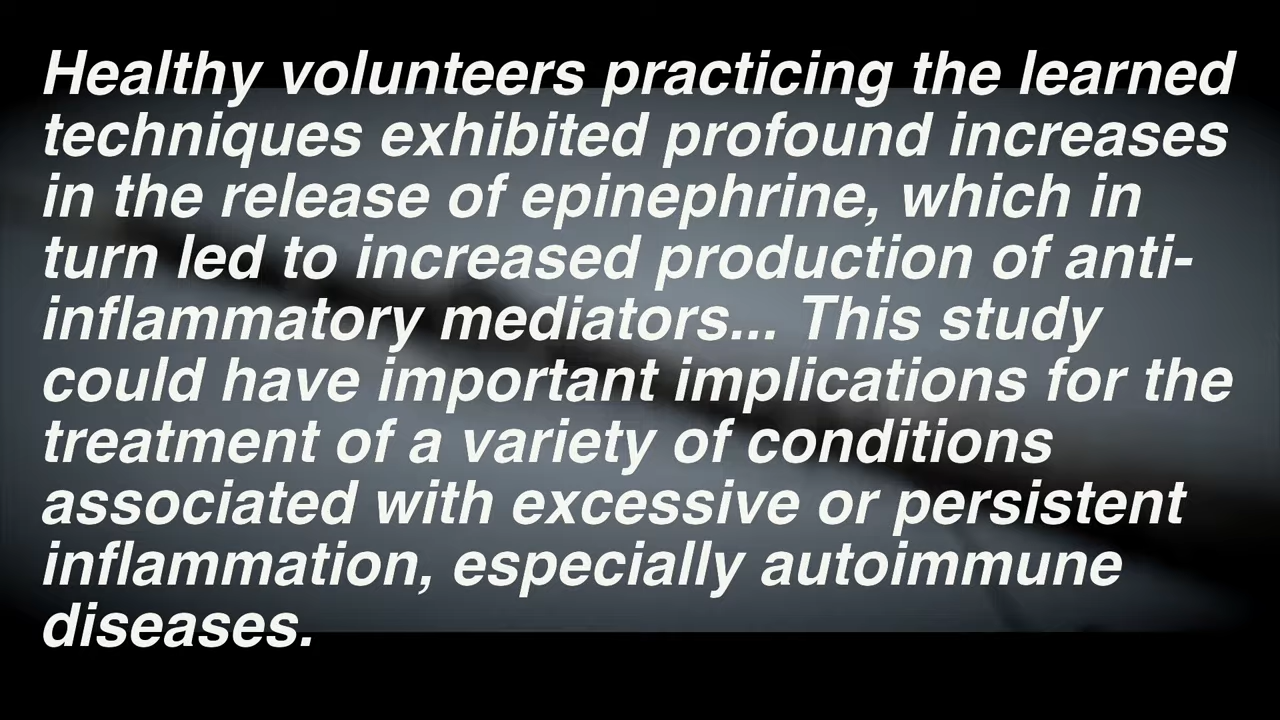 Healthy volunteers practicing the learned
techniques exhibited profound increases
in the release of epinephrine, which in
turn led to increased production of anti-
inflammatory mediators... This study
could have important implications for the
treatment of a variety of conditions
associated with excessive or persistent
inflammation, especially autoimmune
diseases.